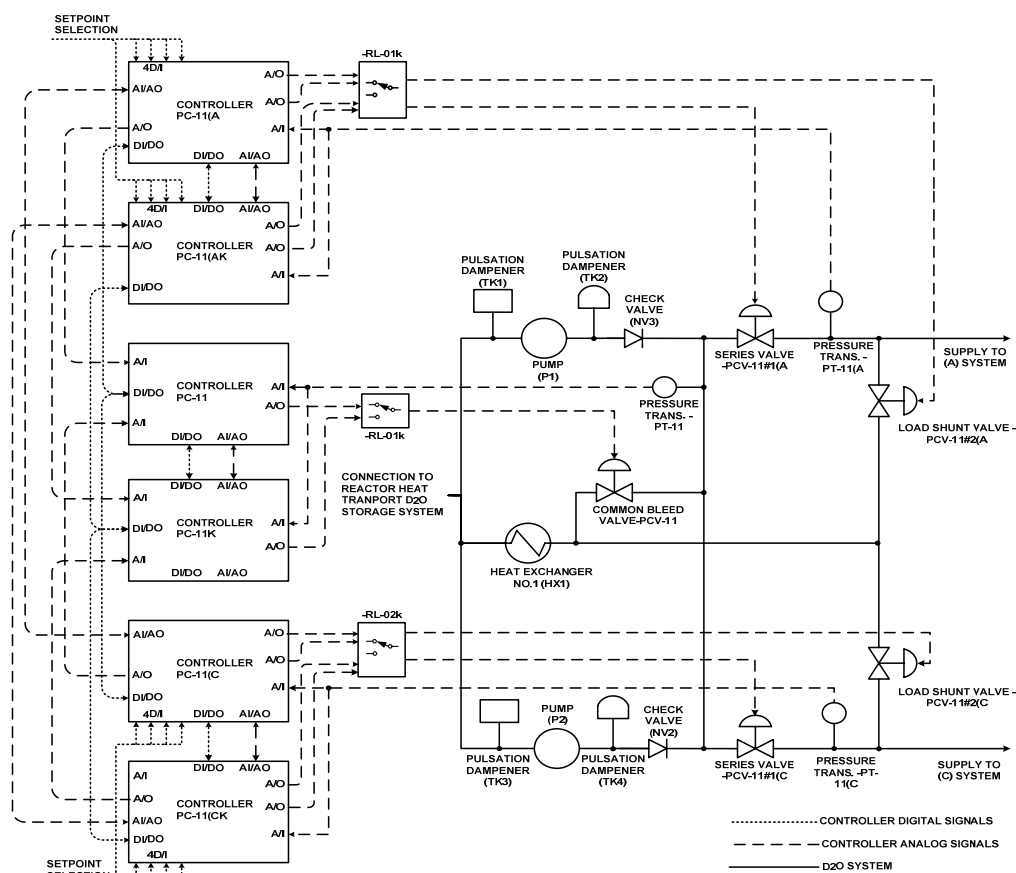 SETPOINT
SELECTION
4D/I
AI/AO
CONTROLLER
PC-11(A
A/O
DI/DO
DI/DO AI/AO
A/O
A/O
A/I
-RL-01k
4D/I DI/DO AI/AO
AI/AO
CONTROLLER
PC-11(AK
A/O
DI/DO
A/O
A/O
A/I
PULSATION
DAMPENER
(TK1)
PULSATION
DAMPENER
(TK2)
CHECK
VALVE
(NV3)
PUMP
(P1)
SERIES VALVE
-PCV-11#1(A
PRESSURE
TRANS. -
PT-11(A
SUPPLY TO
(A) SYSTEM
LOAD SHUNT VALVE -
PCV-11#2(A
A/I
CONTROLLER
PC-11
DI/DO
A/I
DI/DO AI/AO
A/I
A/O
-RL-01k
PRESSURE
TRANS. -
PT-11
CONNECTION TO
REACTOR HEAT
TRANPORT D2O
STORAGE SYSTEM
COMMON BLEED
VALVE-PCV-11
HEAT EXCHANGER
NO.1 (HX1)
DI/DO AI/AO
A/I
CONTROLLER
PC-11K
DI/DO
A/I
DI/DO AI/AO
A/I
A/O
-RL-02k
AI/AO
CONTROLLER
PC-11(C
A/O
DI/DO
4D/I DI/DO AI/AO
A/O
A/O
A/I
LOAD SHUNT VALVE -
PCV-11#2(C
PULSATION
DAMPENER
(TK3)
PUMP
(P2)
PULSATION
DAMPENER
(TK4)
CHECK
VALVE
(NV2)
SERIES VALVE
-PCV-11#1(C
PRESSURE
TRANS. -PT-
11(C
SUPPLY TO
(C) SYSTEM
DI/DO AI/AO
A/I
CONTROLLER
PC-11(CK
A/O
AI/AO
DI/DO
4D/I
A/O
A/O
A/I
SETPOINT
SELECTION
CONTROLLER DIGITAL SIGNALS
CONTROLLER ANALOG SIGNALS
D2O SYSTEM